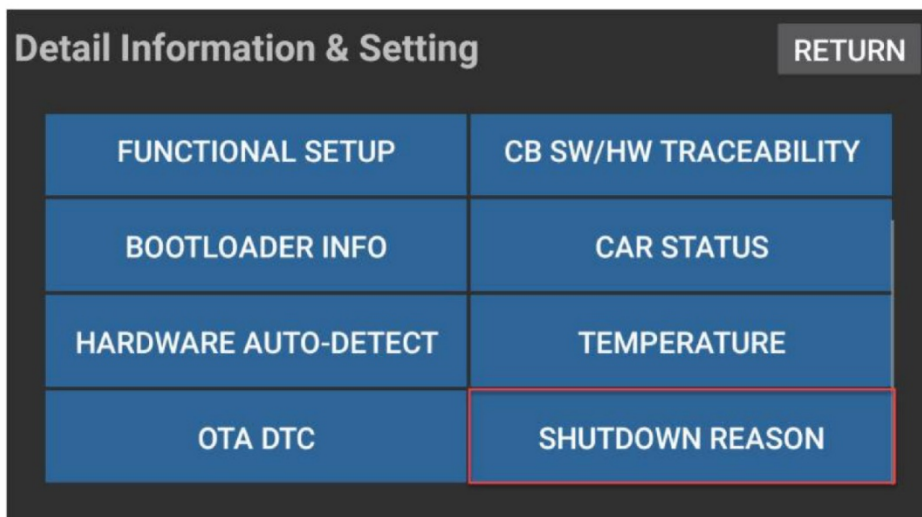 Detail Information & Setting
RETURN
FUNCTIONAL SETUP
CB SW/HW TRACEABILITY
BOOTLOADER INFO
CAR STATUS
HARDWARE AUTO-DETECT
TEMPERATURE
OTA DTC
SHUTDOWN REASON